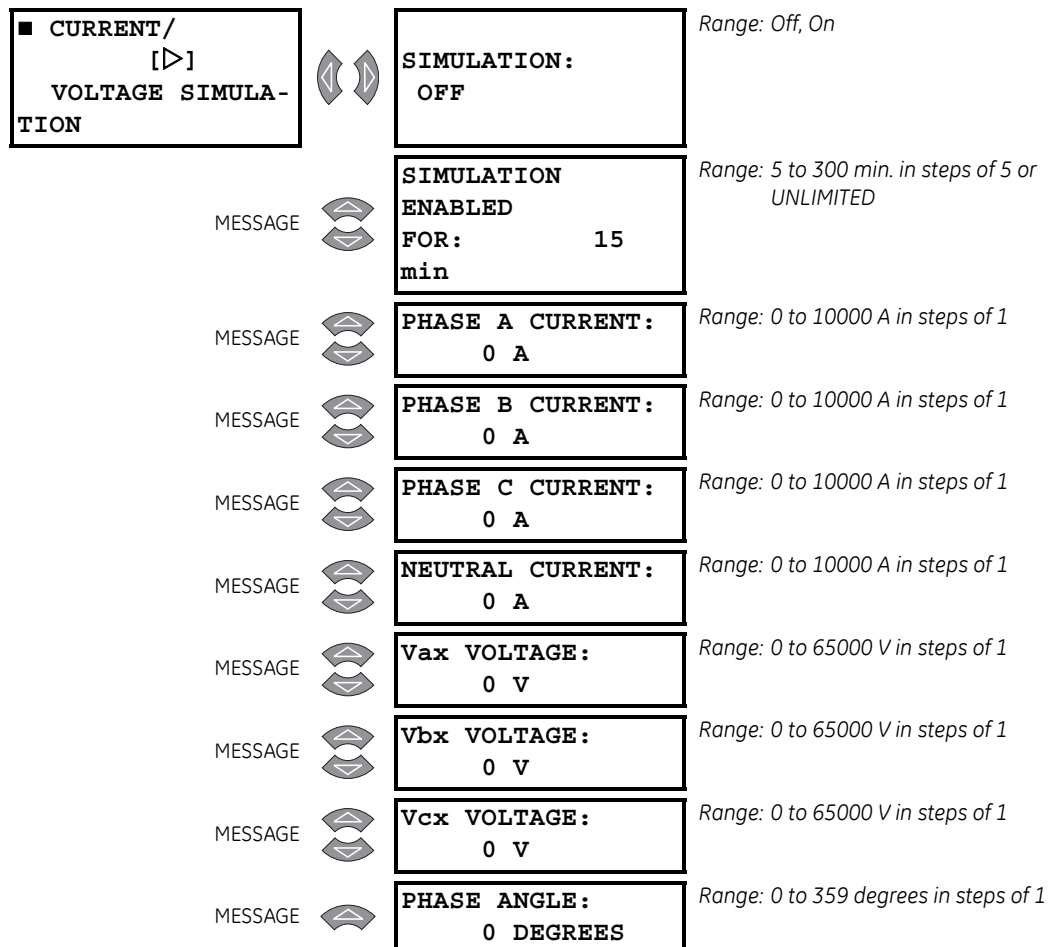 ■ CURRENT/
[▷]
VOLTAGE SIMULA-
TION
SIMULATION:
OFF
Range: Off, On
MESSAGE
SIMULATION
ENABLED
FOR: 15
min
Range: 5 to 300 min. in steps of 5 or
UNLIMITED
MESSAGE
PHASE A CURRENT:
0 A
Range: 0 to 10000 A in steps of 1
MESSAGE
PHASE B CURRENT:
0 A
Range: 0 to 10000 A in steps of 1
MESSAGE
PHASE C CURRENT:
0 A
Range: 0 to 10000 A in steps of 1
MESSAGE
NEUTRAL CURRENT:
0 A
Range: 0 to 10000 A in steps of 1
MESSAGE
Vax VOLTAGE:
0 V
Range: 0 to 65000 V in steps of 1
MESSAGE
Vbx VOLTAGE:
0 V
Range: 0 to 65000 V in steps of 1
MESSAGE
Vcx VOLTAGE:
0 V
Range: 0 to 65000 V in steps of 1
MESSAGE
PHASE ANGLE:
0 DEGREES
Range: 0 to 359 degrees in steps of 1